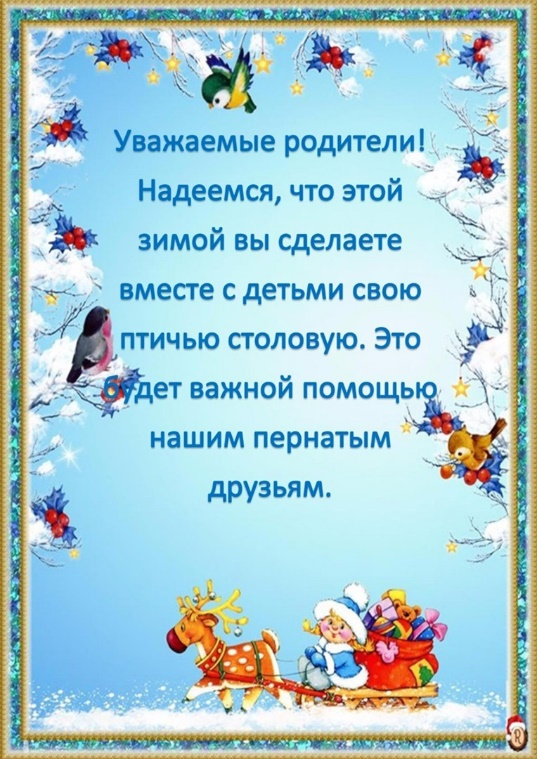 Уважаемые родители!
Надеемся, что этой
зимой вы сделаете
вместе с детьми свою
птичью столовую. Это
будет важной помощью
нашим пернатым
друзьям.
R